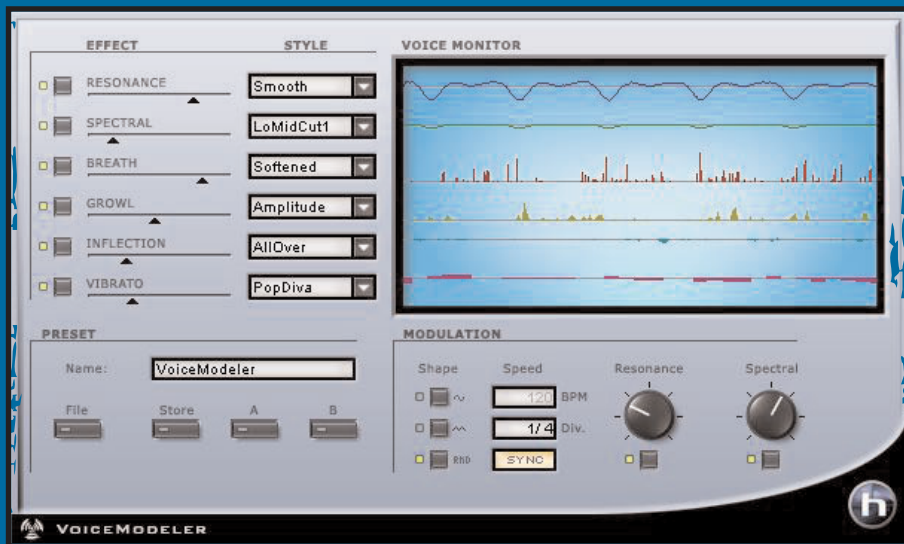 EFFECT STYLE
RESONANCE Smooth
SPECTRAL LoMidCut1
BREATH Softened
GROWL Amplitude
INFLECTION AllOver
VIBRATO PopDiva
VOICE MONITOR
PRESET
Name: VoiceModeler
File Store A B
MODULATION
Shape Speed Resonance Spectral
120 BPM
1/4 Div.
RND SYNC
h
VOICEMODELER